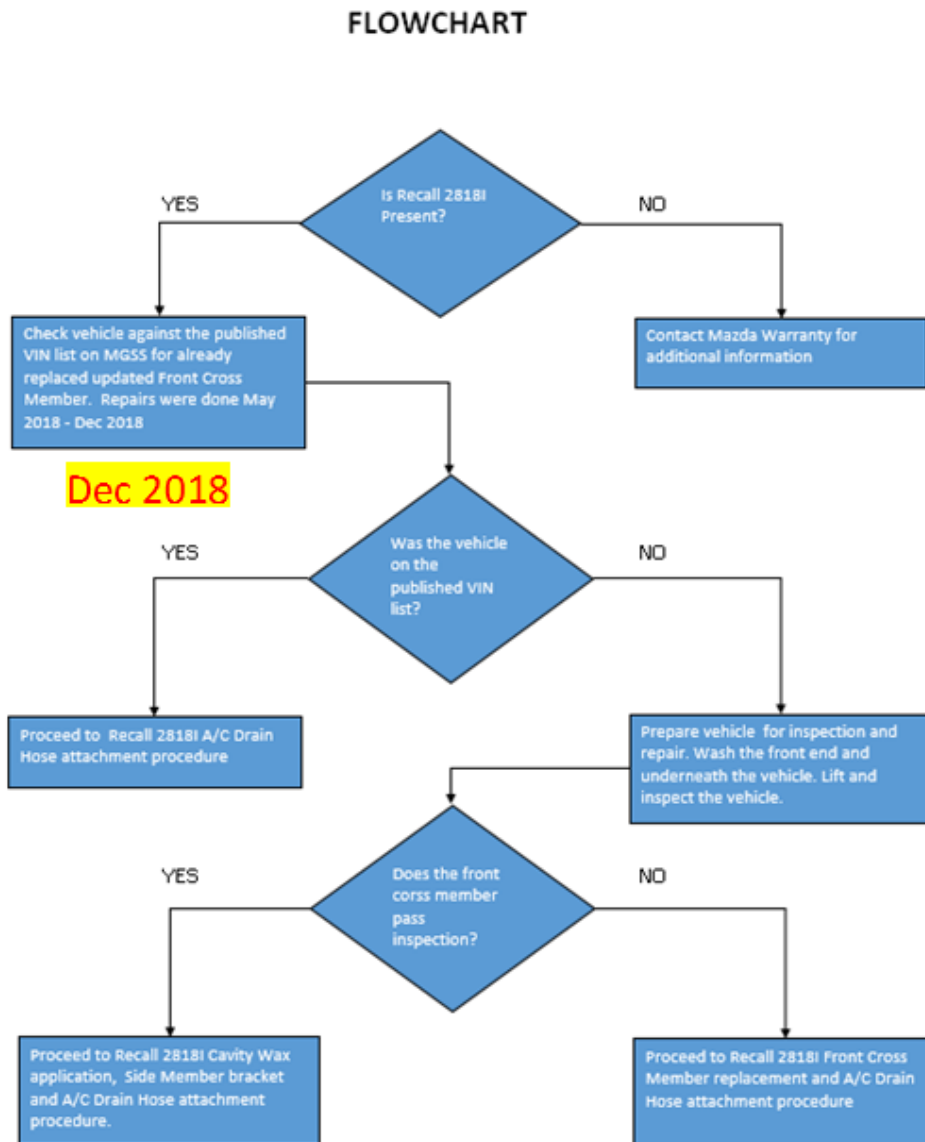 FLOWCHART
Is Recall 2818I
Present?
YES
NO
Check vehicle against the published
VIN list on MGSS for already
replaced updated Front Cross
Member.  Repairs were done May
2018 - Dec 2018
Contact Mazda Warranty for
additional information
Dec 2018
Was the vehicle
on the
published VIN
list?
YES
NO
Proceed to  Recall 2818I A/C Drain
Hose attachment procedure
Prepare vehicle  for inspection and
repair. Wash the front end and
underneath the vehicle. Lift and
inspect the vehicle.
Does the front
corss member
pass
inspection?
YES
NO
Proceed to Recall 2818I Cavity Wax
application,  Side Member bracket
and A/C Drain Hose attachment
procedure.
Proceed to Recall 2818I Front Cross
Member replacement and A/C Drain
Hose attachment procedure